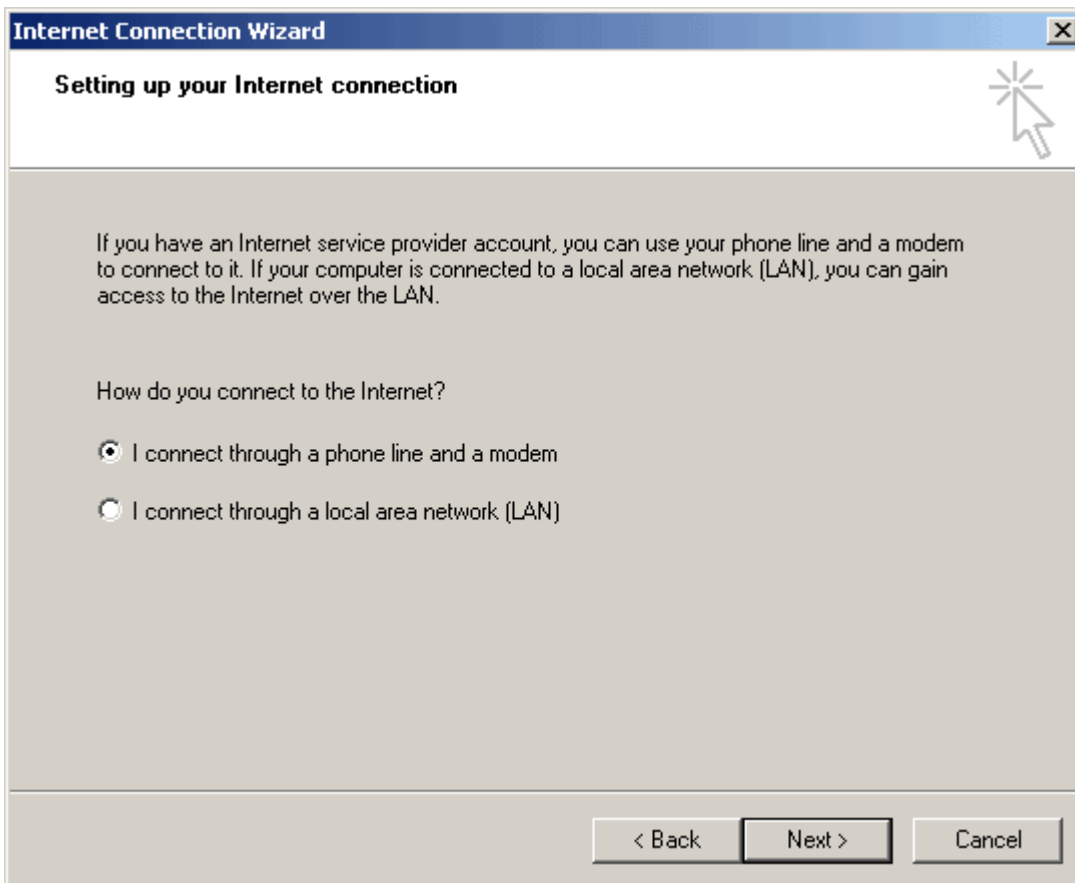 Internet Connection Wizard
Setting up your Internet connection
If you have an Internet service provider account, you can use your phone line and a modem
to connect to it. If your computer is connected to a local area network (LAN), you can gain
access to the Internet over the LAN.
How do you connect to the Internet?
I connect through a phone line and a modem
I connect through a local area network (LAN)
< Back Next > Cancel